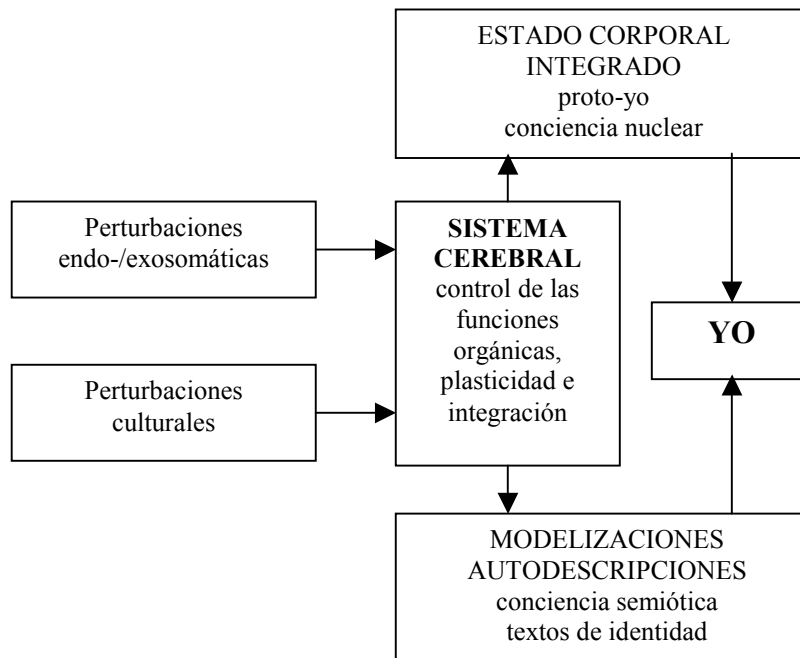 ESTADO CORPORAL
INTEGRADO
proto-yo
conciencia nuclear
Perturbaciones
endo-/exosomáticas
SISTEMA
CEREBRAL
control de las
funciones
orgánicas,
plasticidad e
integración
YO
Perturbaciones
culturales
MODELIZACIONES
AUTODESCRIPCIONES
conciencia semiótica
textos de identidad